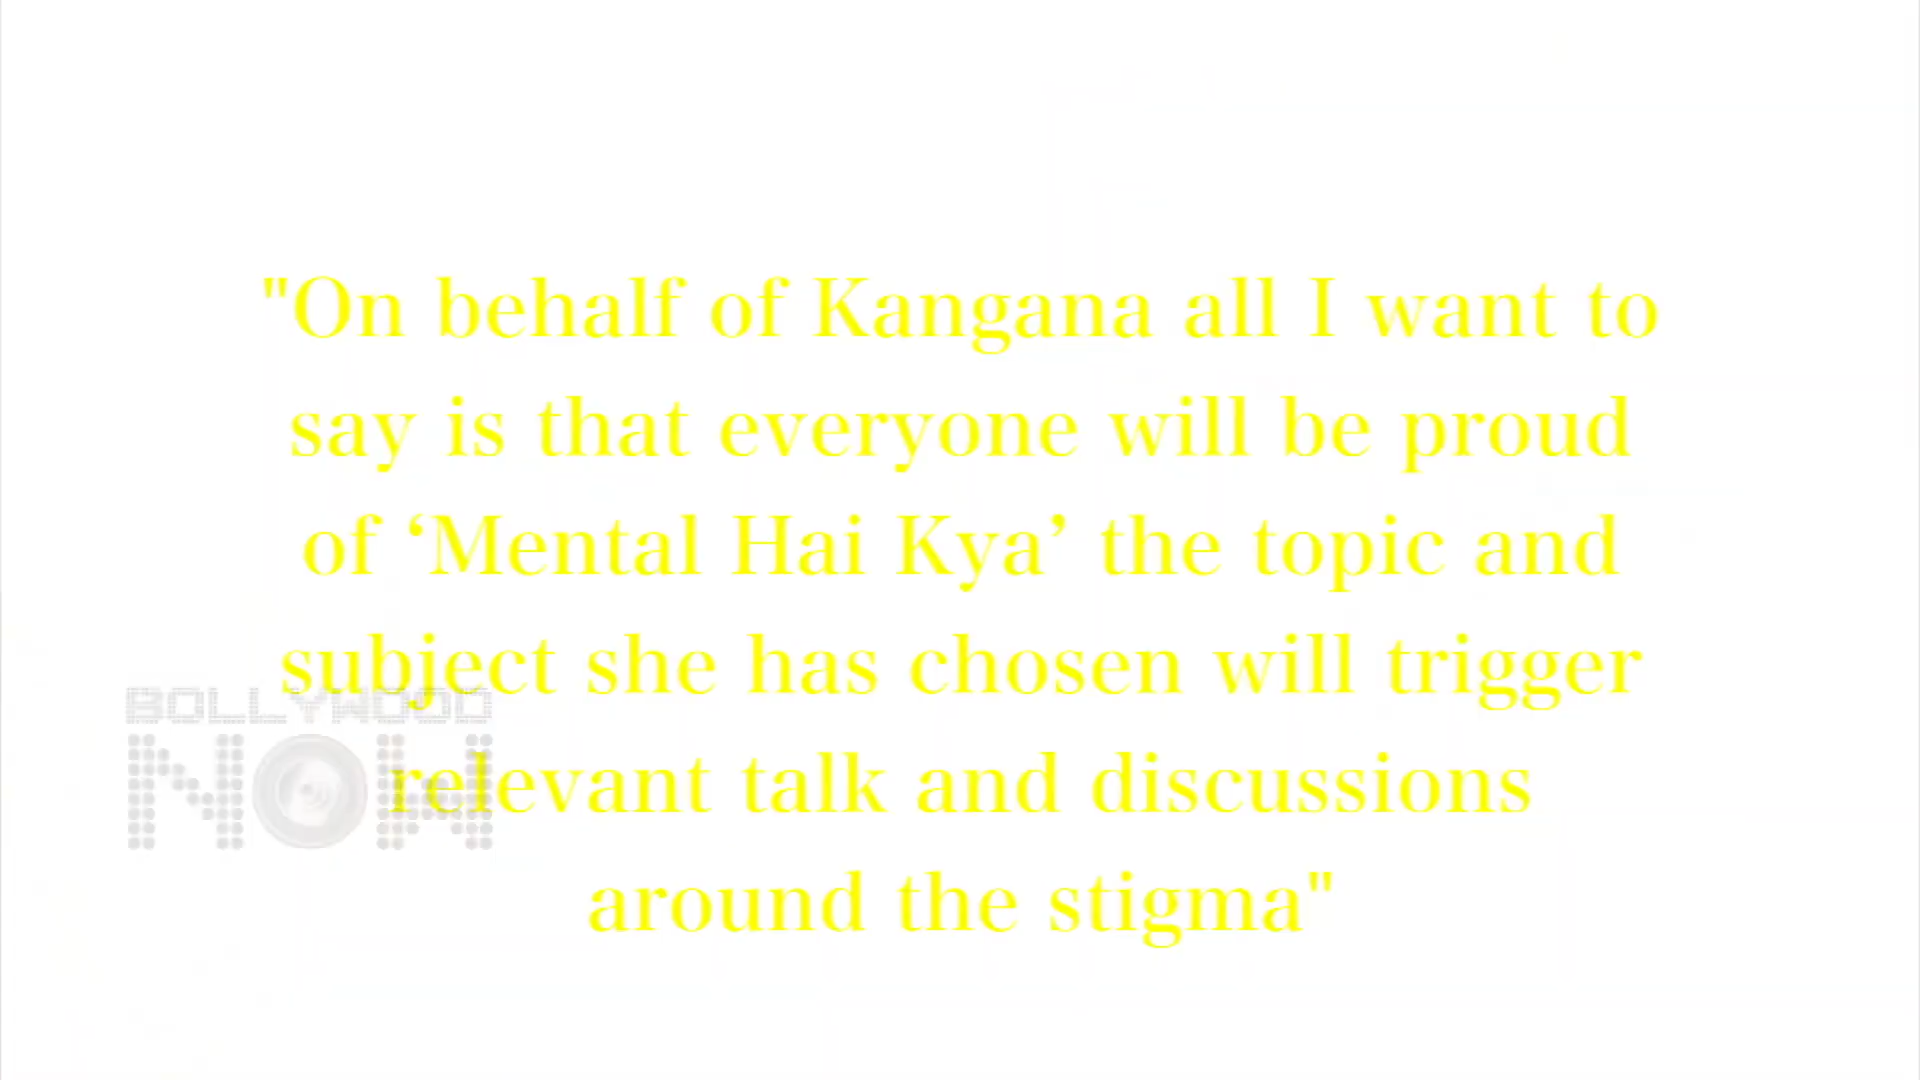 "On behalf of Kangana all I want to
say is that everyone will be proud
of ‘Mental Hai Kya’ the topic and
subject she has chosen will trigger
relevant talk and discussions
around the stigma"
BOLLYWOOD
NOW